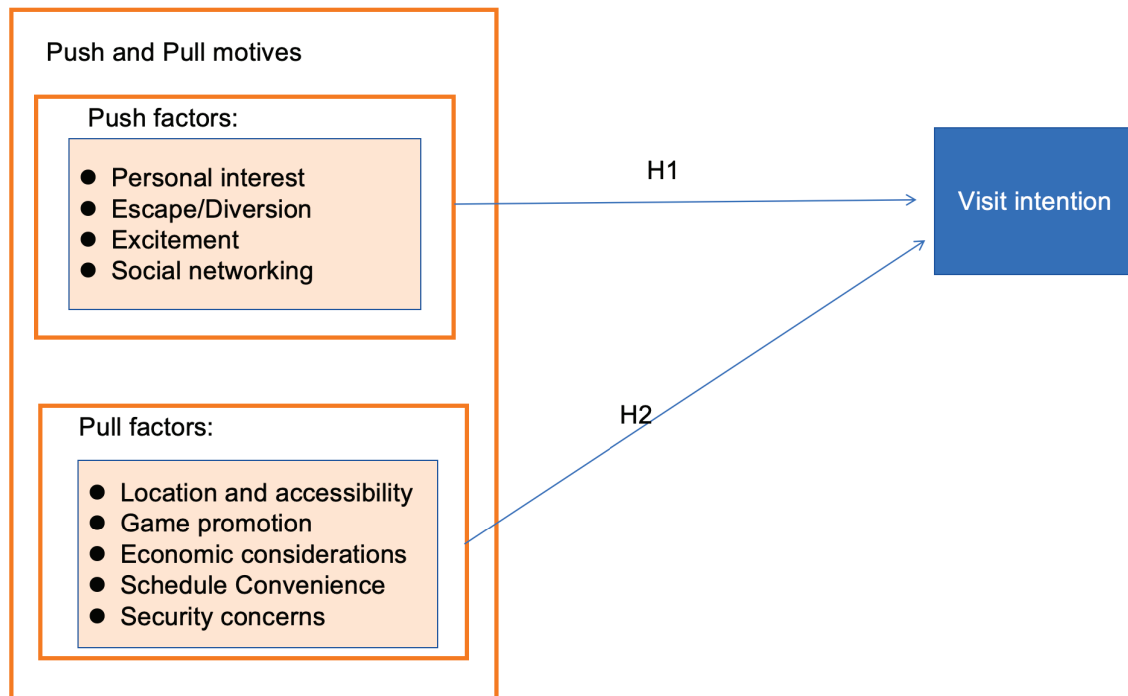 Push and Pull motives
Push factors:
● Personal interest
● Escape/Diversion
● Excitement
● Social networking
H1
Visit intention
Pull factors:
● Location and accessibility
● Game promotion
● Economic considerations
● Schedule Convenience
● Security concerns
H2